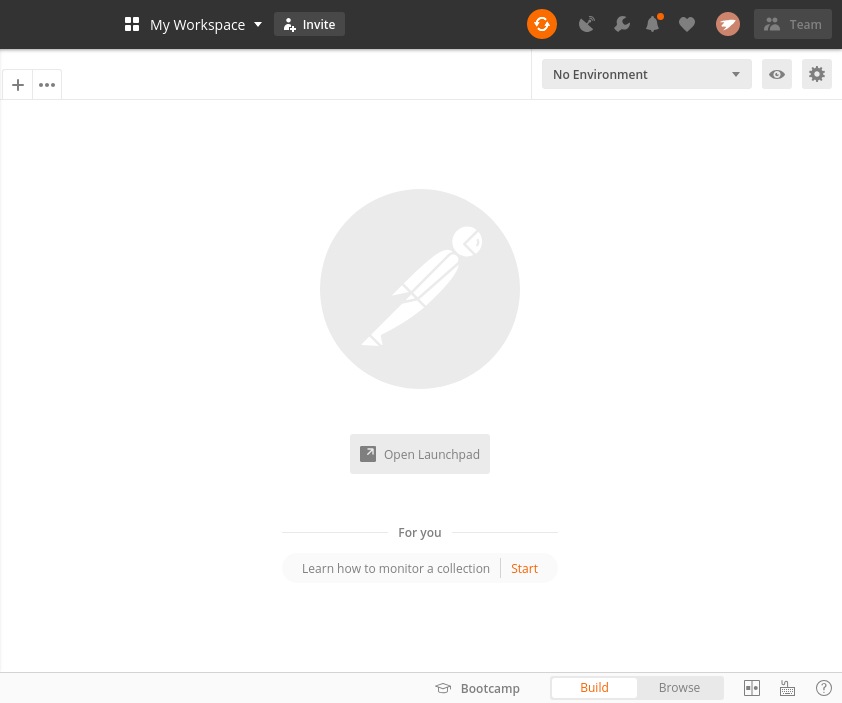 My Workspace
Invite
Team
No Environment
Open Launchpad
For you
Learn how to monitor a collection
Start
Bootcamp
Build
Browse